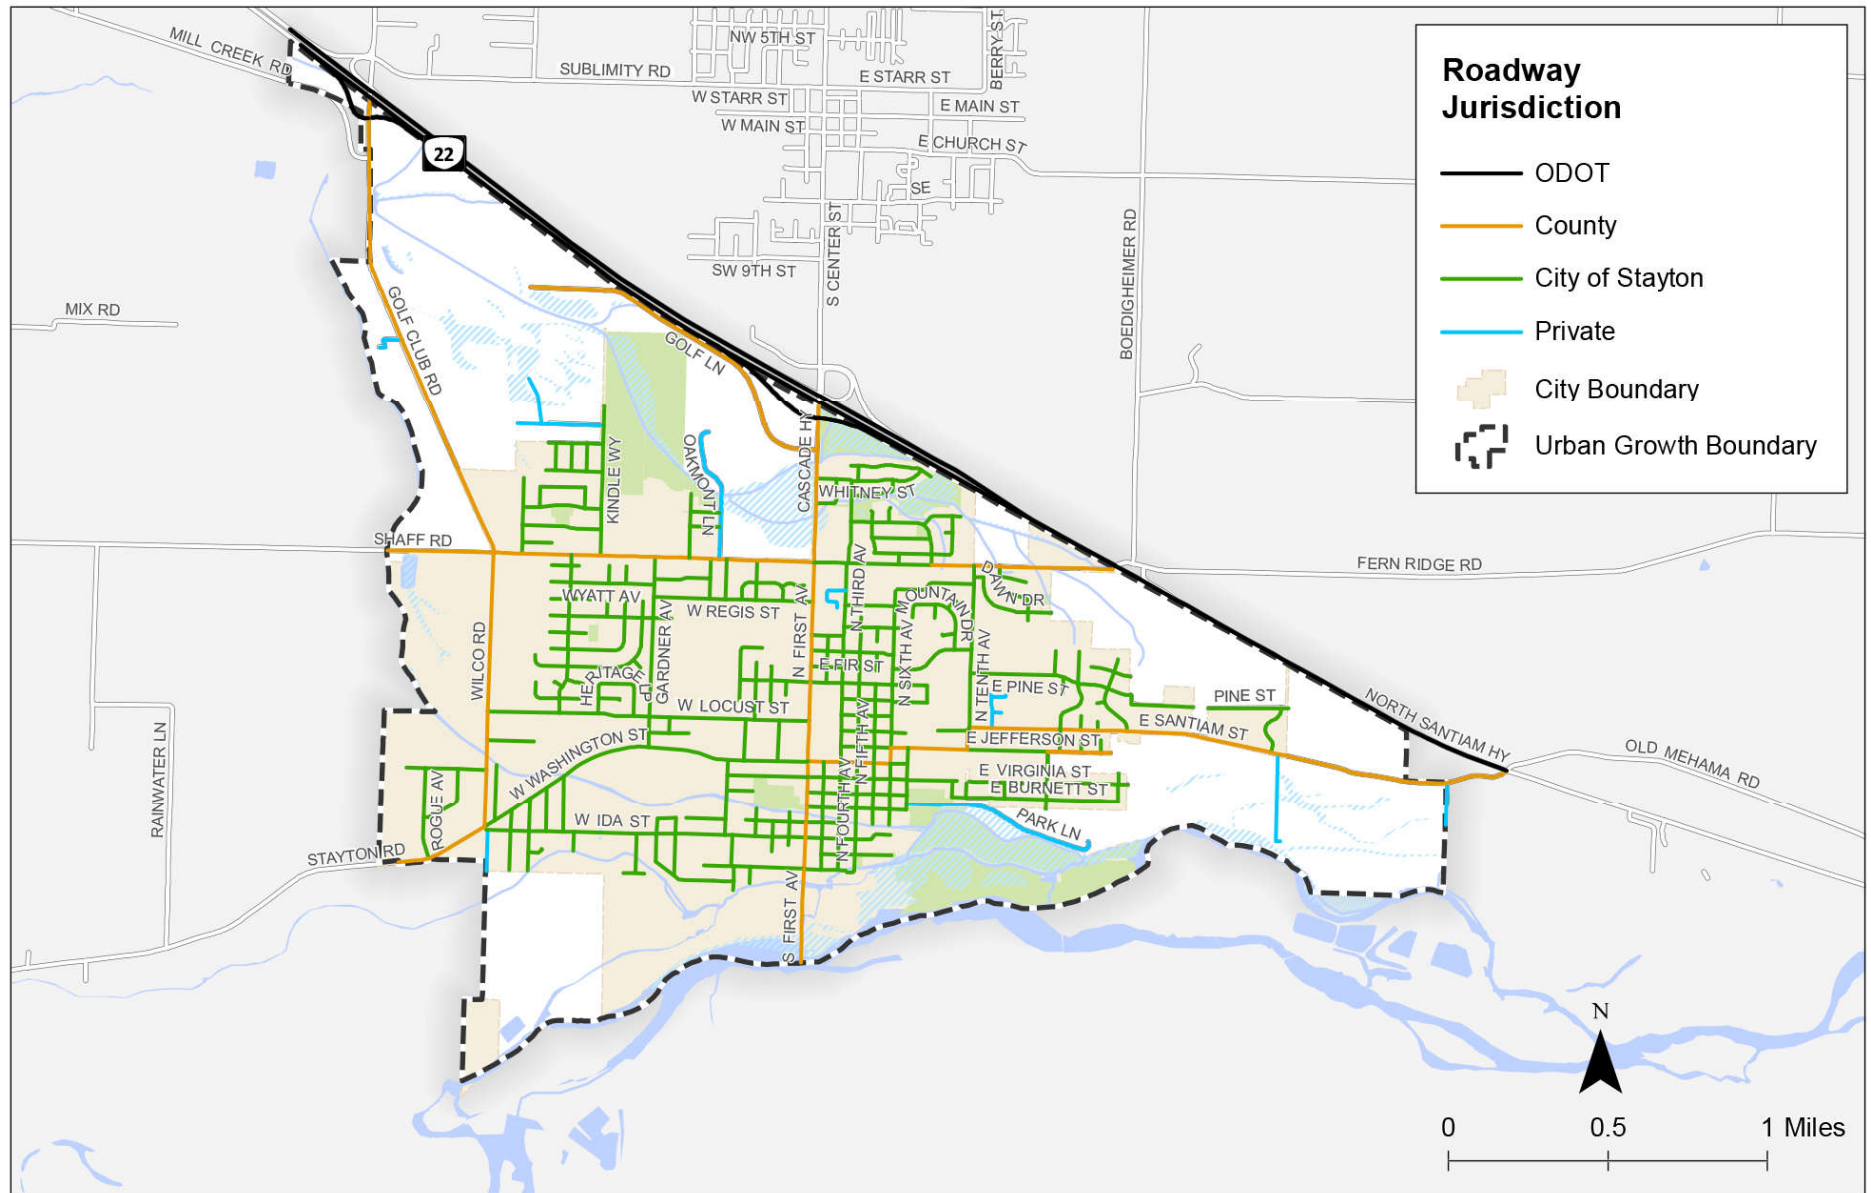 MILL CREEK RD
NW 5TH ST
BERRY ST
SUBLIMITY RD
E STARR ST
W STARR ST
E MAIN ST
W MAIN ST
E CHURCH ST
22
SE
S CENTER ST
SW 9TH ST
BOEDIGHEIMER RD
MIX RD
GOLF CLUB RD
GOLF LN
CASCADE HY
KINDLE WY
OAKMONT LN
WHITNEY ST
SHAFF RD
FERN RIDGE RD
N THIRD AV
DAWN DR
WYATT AV
W REGIS ST
MOUNTAIN DR
GARDNER AV
N FIRST AV
WILCO RD
E FIR ST
N SIXTH AV
N TENTH AV
HERITAGE LP
E PINE ST
PINE ST
W LOCUST ST
NORTH SANTIAM HY
E SANTIAM ST
N FIFTH AV
E JEFFERSON ST
W WASHINGTON ST
OLD MEHAMA RD
RAINWATER LN
E VIRGINIA ST
E BURNETT ST
ROGUE AV
N FOURTH AV
W IDA ST
PARK LN
STAYTON RD
S FIRST AV
Roadway
Jurisdiction
ODOT
County
City of Stayton
Private
City Boundary
Urban Growth Boundary
N
0 0.5 1 Miles